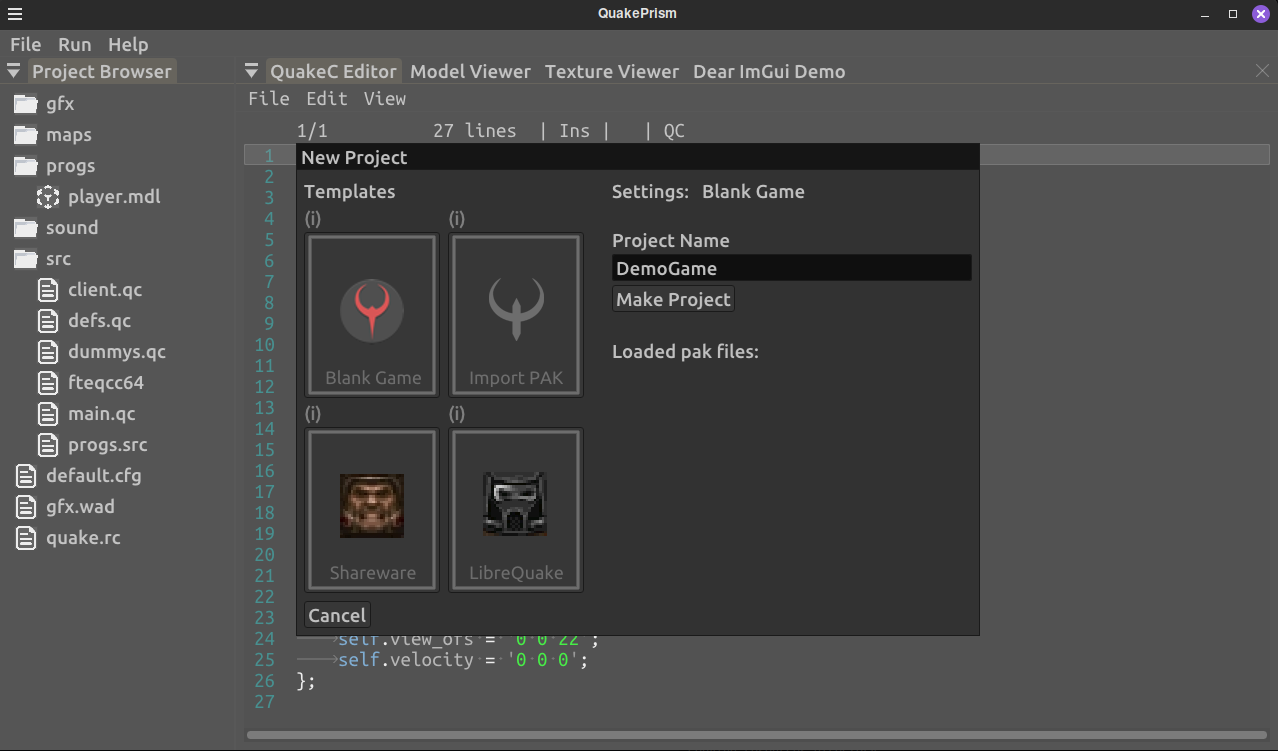 QuakePrism
File Run Help
Project Browser
QuakeC Editor Model Viewer Texture Viewer Dear ImGui Demo
gfx
maps
progs
player.mdl
sound
src
client.qc
defs.qc
dummys.qc
fteqcc64
main.qc
progs.src
default.cfg
gfx.wad
quake.rc
File Edit View
1/1 27 lines | Ins | | QC
1
2
3
4
5
6
7
8
9
10
11
12
13
14
15
16
17
18
19
20
21
22
23
24 self.view_ofs = '0 0 22';
25 self.velocity = '0 0 0';
26 };
27
New Project
Templates
(i) (i)
Blank Game Import PAK
(i) (i)
Shareware LibreQuake
Cancel
Settings: Blank Game
Project Name
DemoGame
Make Project
Loaded pak files: